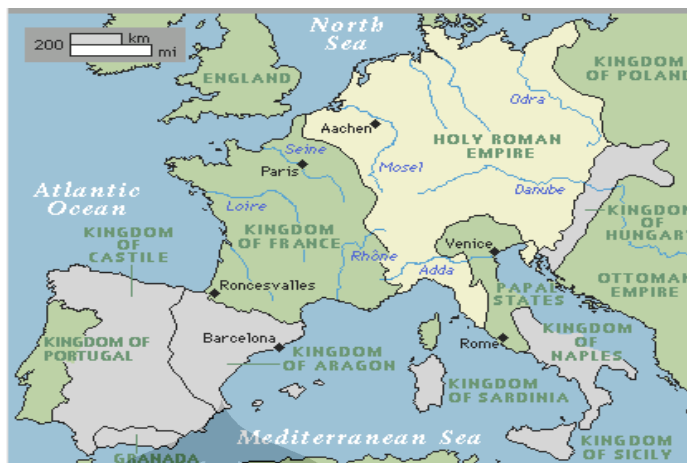 200 km
mi
North
Sea
ENGLAND
KINGDOM
OF POLAND
Odra
Aachen
HOLY ROMAN
EMPIRE
Seine
Paris
Mosel
Atlantic
Ocean
Loire
Danube
KINGDOM
OF
CASTILE
KINGDOM
OF FRANCE
KINGDOM
OF
HUNGARY
Rhône
Venice
Adda
Roncesvalles
PAPAL
STATES
OTTOMAN
EMPIRE
KINGDOM OF
PORTUGAL
Barcelona
KINGDOM
OF ARAGON
Rome
KINGDOM
OF
NAPLES
KINGDOM
OF SARDINIA
GRANADA
Mediterranean Sea
KINGDOM
OF SICILY